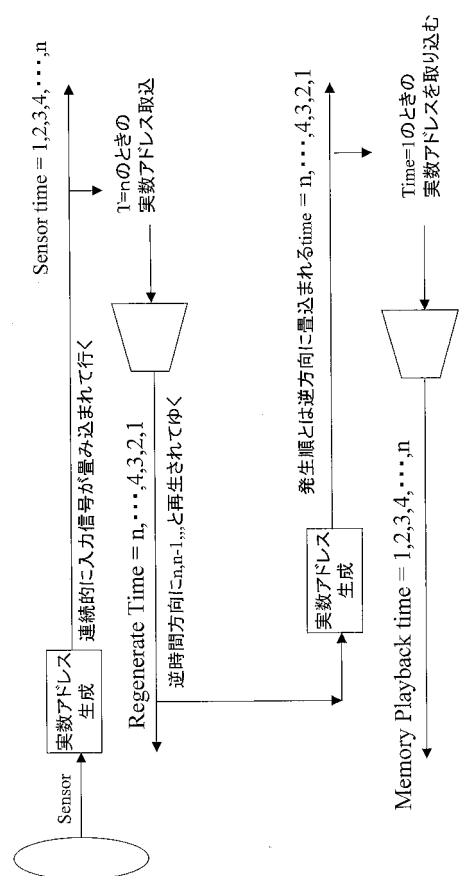 Sensor
実数アドレス
生成
Sensor time = 1,2,3,4,・・・,n
連続的に入力信号が畳み込まれて行く
T=nのときの
実数アドレス取込
Regenerate Time = n,・・・,4,3,2,1
逆時間方向にn,n-1,,,と再生されてゆく
実数アドレス
生成
発生順とは逆方向に畳込まれるtime = n,・・・,4,3,2,1
Time=1のときの
実数アドレスを取り込む
Memory Playback time = 1,2,3,4,・・・,n